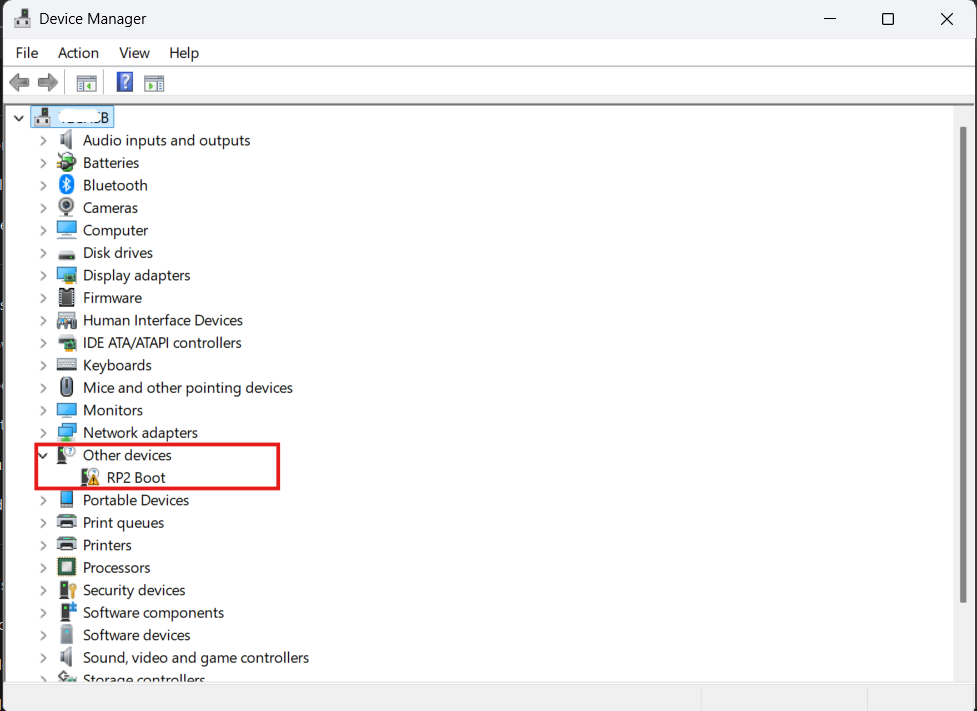 Device Manager
File Action View Help
Audio inputs and outputs
Batteries
Bluetooth
Cameras
Computer
Disk drives
Display adapters
Firmware
Human Interface Devices
IDE ATA/ATAPI controllers
Keyboards
Mice and other pointing devices
Monitors
Network adapters
Other devices
RP2 Boot
Portable Devices
Print queues
Printers
Processors
Security devices
Software components
Software devices
Sound, video and game controllers
Storage controllers